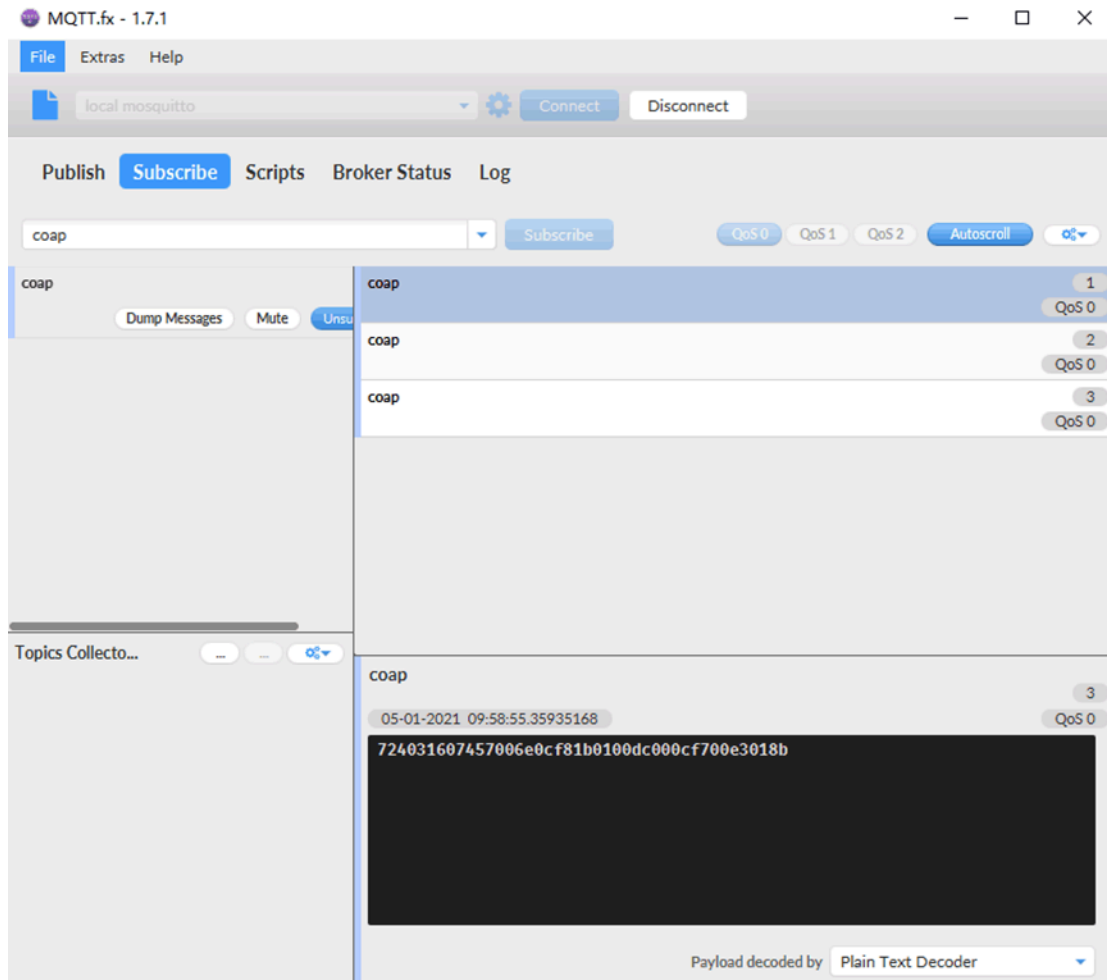 MQTT.fx - 1.7.1
File Extras Help
local mosquitto Connect Disconnect
Publish Subscribe Scripts Broker Status Log
coap Subscribe QoS 0 QoS 1 QoS 2 Autoscroll
coap
Dump Messages Mute Unsu
coap 1
QoS 0
coap 2
QoS 0
coap 3
QoS 0
Topics Collecto... ... ...
coap
3
05-01-2021 09:58:55.35935168 QoS 0
724031607457006e0cf81b0100dc000cf700e3018b
Payload decoded by Plain Text Decoder